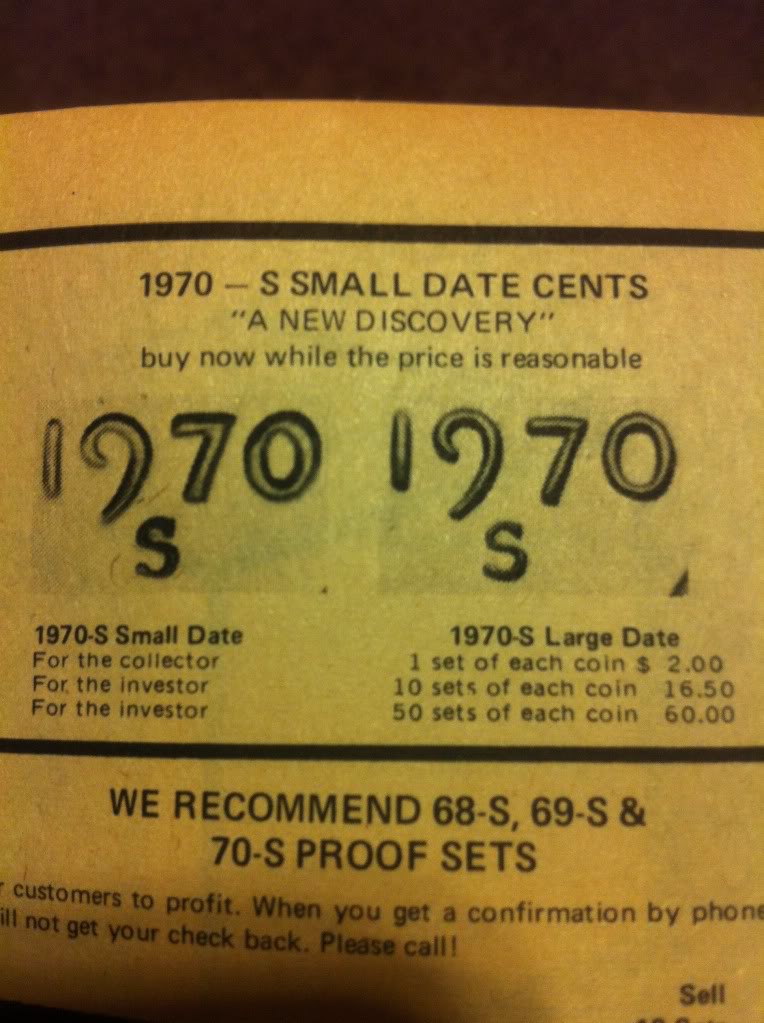 1970 – S SMALL DATE CENTS
"A NEW DISCOVERY"
buy now while the price is reasonable
1970 1970
S S
1970-S Small Date 1970-S Large Date
For the collector 1 set of each coin $ 2.00
For the investor 10 sets of each coin 16.50
For the investor 50 sets of each coin 60.00
WE RECOMMEND 68-S, 69-S &
70-S PROOF SETS
customers to profit. When you get a confirmation by phone
not get your check back. Please call!
Sell